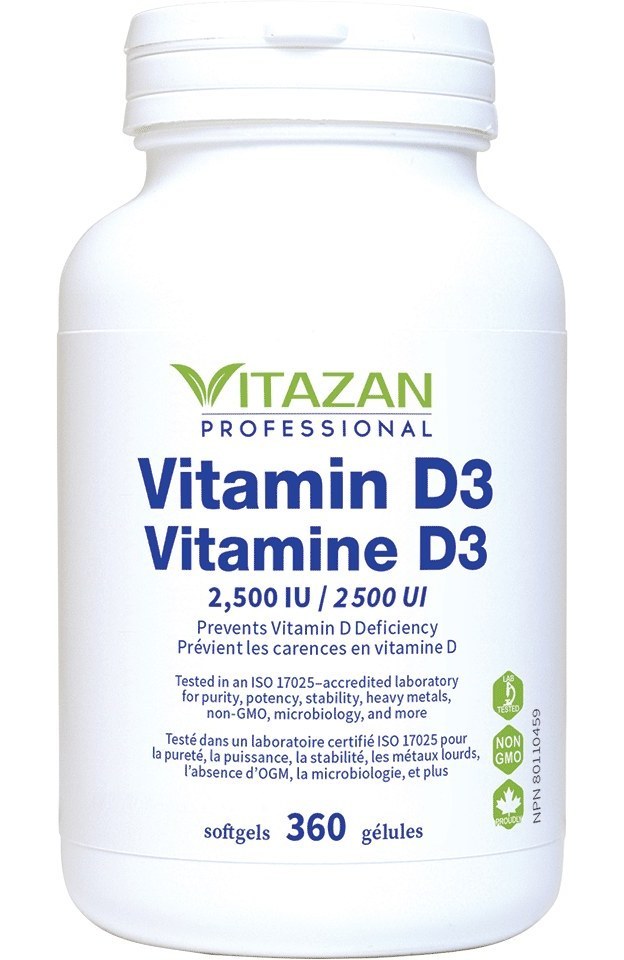 VITAZAN
PROFESSIONAL
Vitamin D3
Vitamine D3
2,500 IU / 2 500 UI
Prevents Vitamin D Deficiency
Prévient les carences en vitamine D
Tested in an ISO 17025–accredited laboratory
for purity, potency, stability, heavy metals,
non-GMO, microbiology, and more
Testé dans un laboratoire certifié ISO 17025 pour
la pureté, la puissance, la stabilité, les métaux lourds,
l’absence d’OGM, la microbiologie, et plus
softgels 360 gélules
LAB
TESTED
NON
GMO
PROUDLY
NPN 80110459